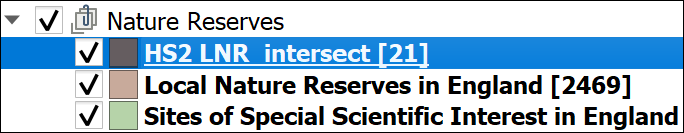 Nature Reserves
HS2 LNR_intersect [21]
Local Nature Reserves in England [2469]
Sites of Special Scientific Interest in England